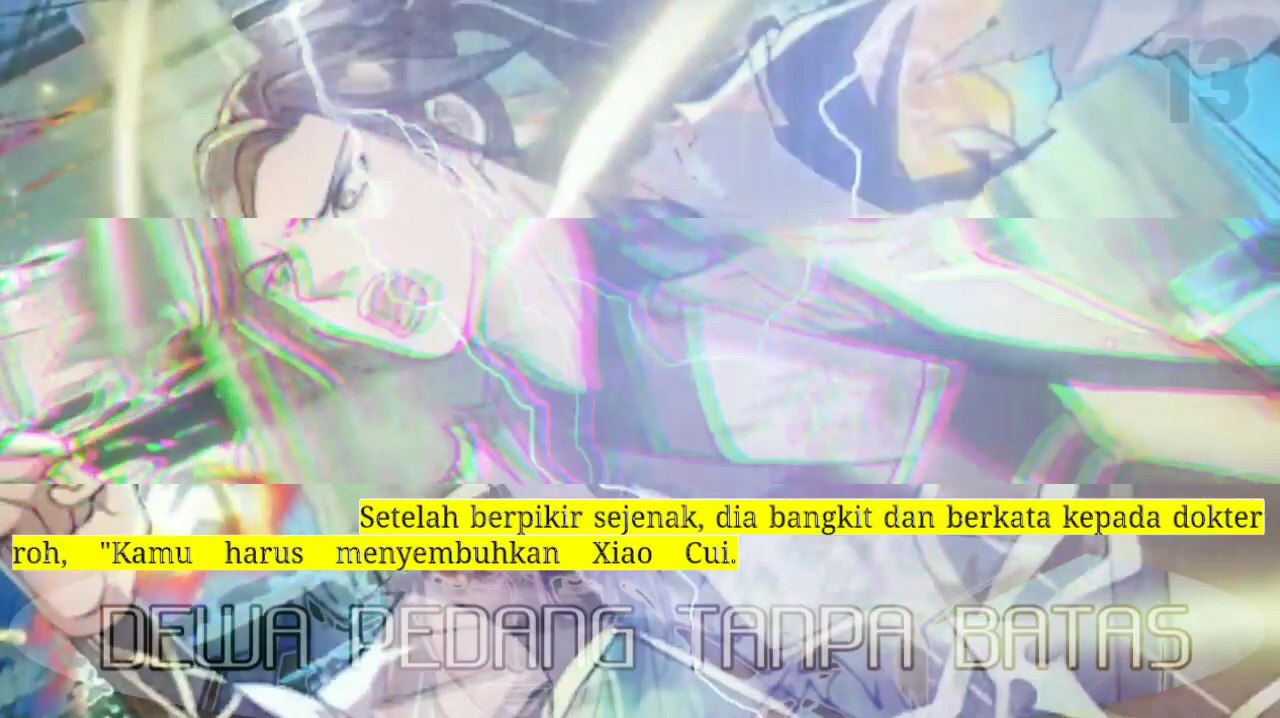 13
Setelah berpikir sejenak, dia bangkit dan berkata kepada dokter
roh, "Kamu harus menyembuhkan Xiao Cui.
DEWA PEDANG TANPA BATAS